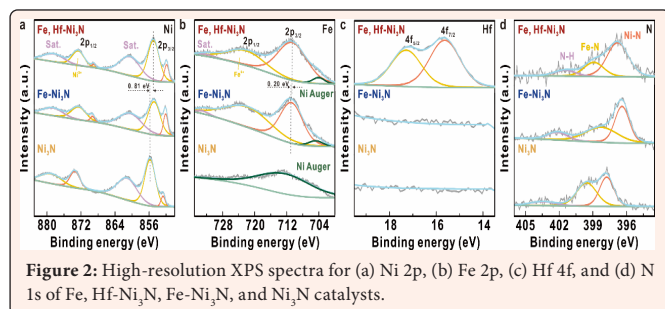 a
Fe, Hf-Ni₃N
Ni
Sat.
2p₁/₂
2p₃/₂
Ni²⁺
0.81 eV
Fe-Ni₃N
Ni₃N
Intensity (a.u.)
880 872 864 856
Binding energy (eV)
b
Fe, Hf-Ni₃N
Fe
Sat.
2p₁/₂
2p₃/₂
0.20 eV
Ni Auger
Fe-Ni₃N
Ni₃N
Ni Auger
Intensity (a.u.)
728 720 712 704
Binding energy (eV)
c
Fe, Hf-Ni₃N
Hf
4f₅/₂
4f₇/₂
Fe-Ni₃N
Ni₃N
Intensity (a.u.)
18 16 14
Binding energy (eV)
d
Fe, Hf-Ni₃N
N
N-H
Fe-N
Ni-N
Fe-Ni₃N
Ni₃N
Intensity (a.u.)
405 402 399 396
Binding energy (eV)
Figure 2: High-resolution XPS spectra for (a) Ni 2p, (b) Fe 2p, (c) Hf 4f, and (d) N
1s of Fe, Hf-Ni₃N, Fe-Ni₃N, and Ni₃N catalysts.